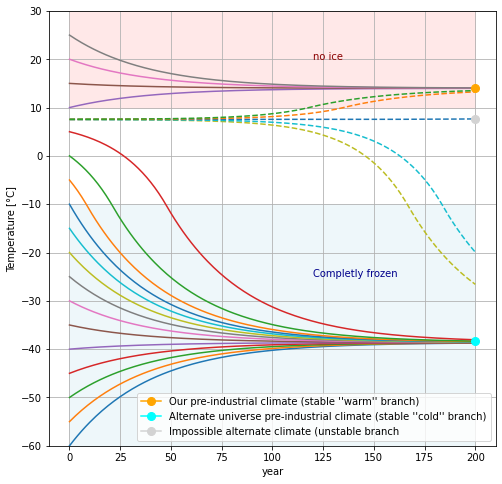 30
20
10
0
−10
−20
−30
−40
−50
−60
Temperature [°C]
no ice
Completly frozen
Our pre-industrial climate (stable ''warm'' branch)
Alternate universe pre-industrial climate (stable ''cold'' branch)
Impossible alternate climate (unstable branch
0 25 50 75 100 125 150 175 200
year